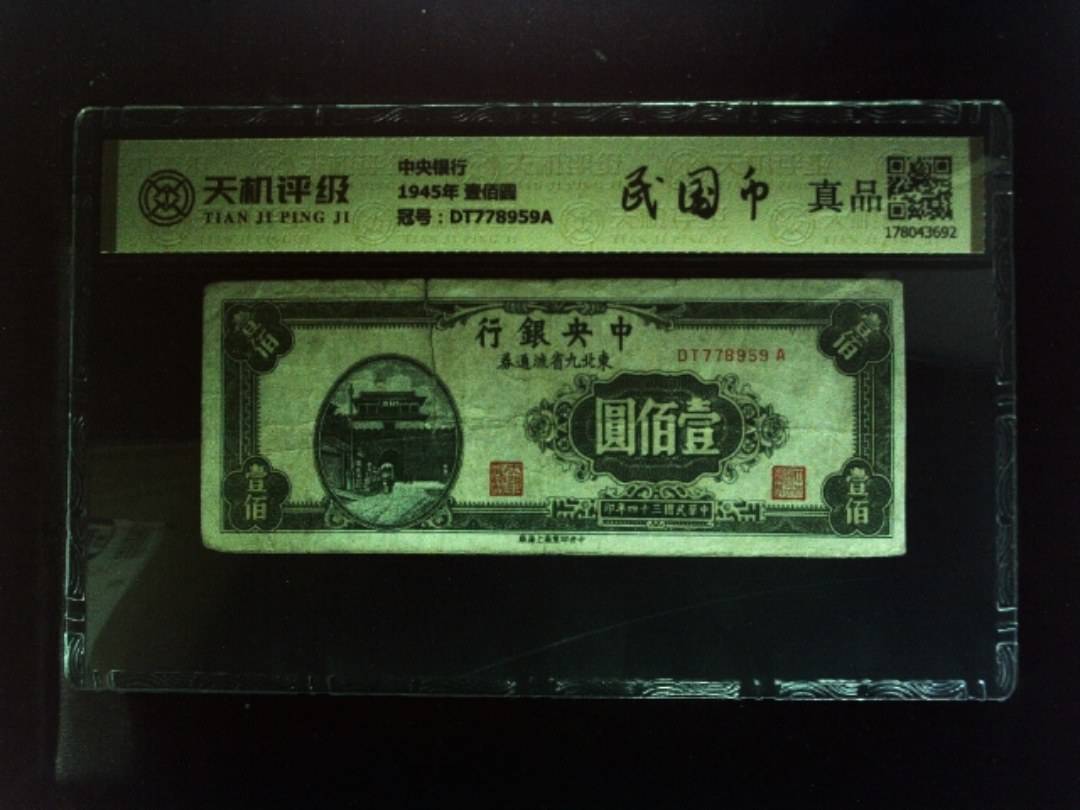 天机评级
TIAN JI PING JI
中央银行
1945年 壹佰圆
冠号：DT778959A
民国币
真品
178043692
中央銀行
東北九省流通券
DT778959 A
壹佰
壹佰
壹佰圓
壹佰
壹佰
中華民國三十四年印